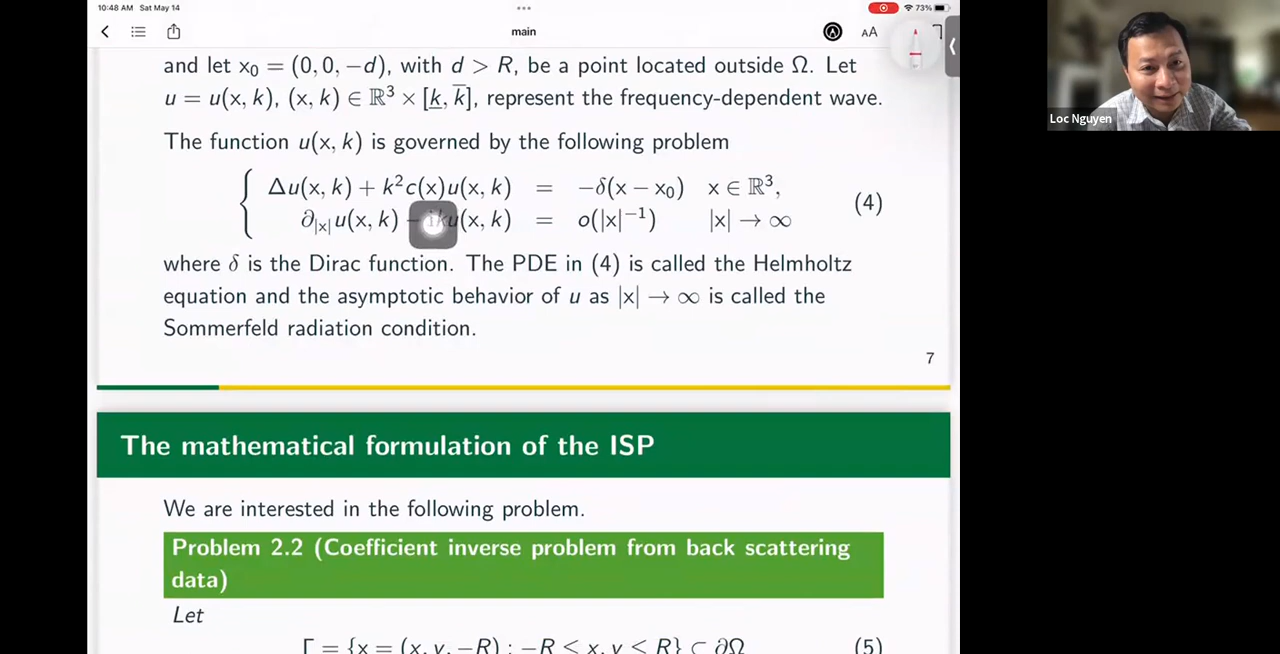 10:48 AM Sat May 14
73%
main
AA
and let x₀ = (0, 0, −d), with d > R, be a point located outside Ω. Let
u = u(x, k), (x, k) ∈ ℝ³ × [k̲, k̅], represent the frequency-dependent wave.
The function u(x, k) is governed by the following problem
Δu(x, k) + k²c(x)u(x, k) = −δ(x − x₀) x ∈ ℝ³,
∂|x|u(x, k) − iku(x, k) = o(|x|⁻¹) |x| → ∞
(4)
where δ is the Dirac function. The PDE in (4) is called the Helmholtz
equation and the asymptotic behavior of u as |x| → ∞ is called the
Sommerfeld radiation condition.
7
The mathematical formulation of the ISP
We are interested in the following problem.
Problem 2.2 (Coefficient inverse problem from back scattering
data)
Let
Γ = {x = (x, y, −R) : −R < x, y < R} ⊂ ∂Ω (5)
Loc Nguyen